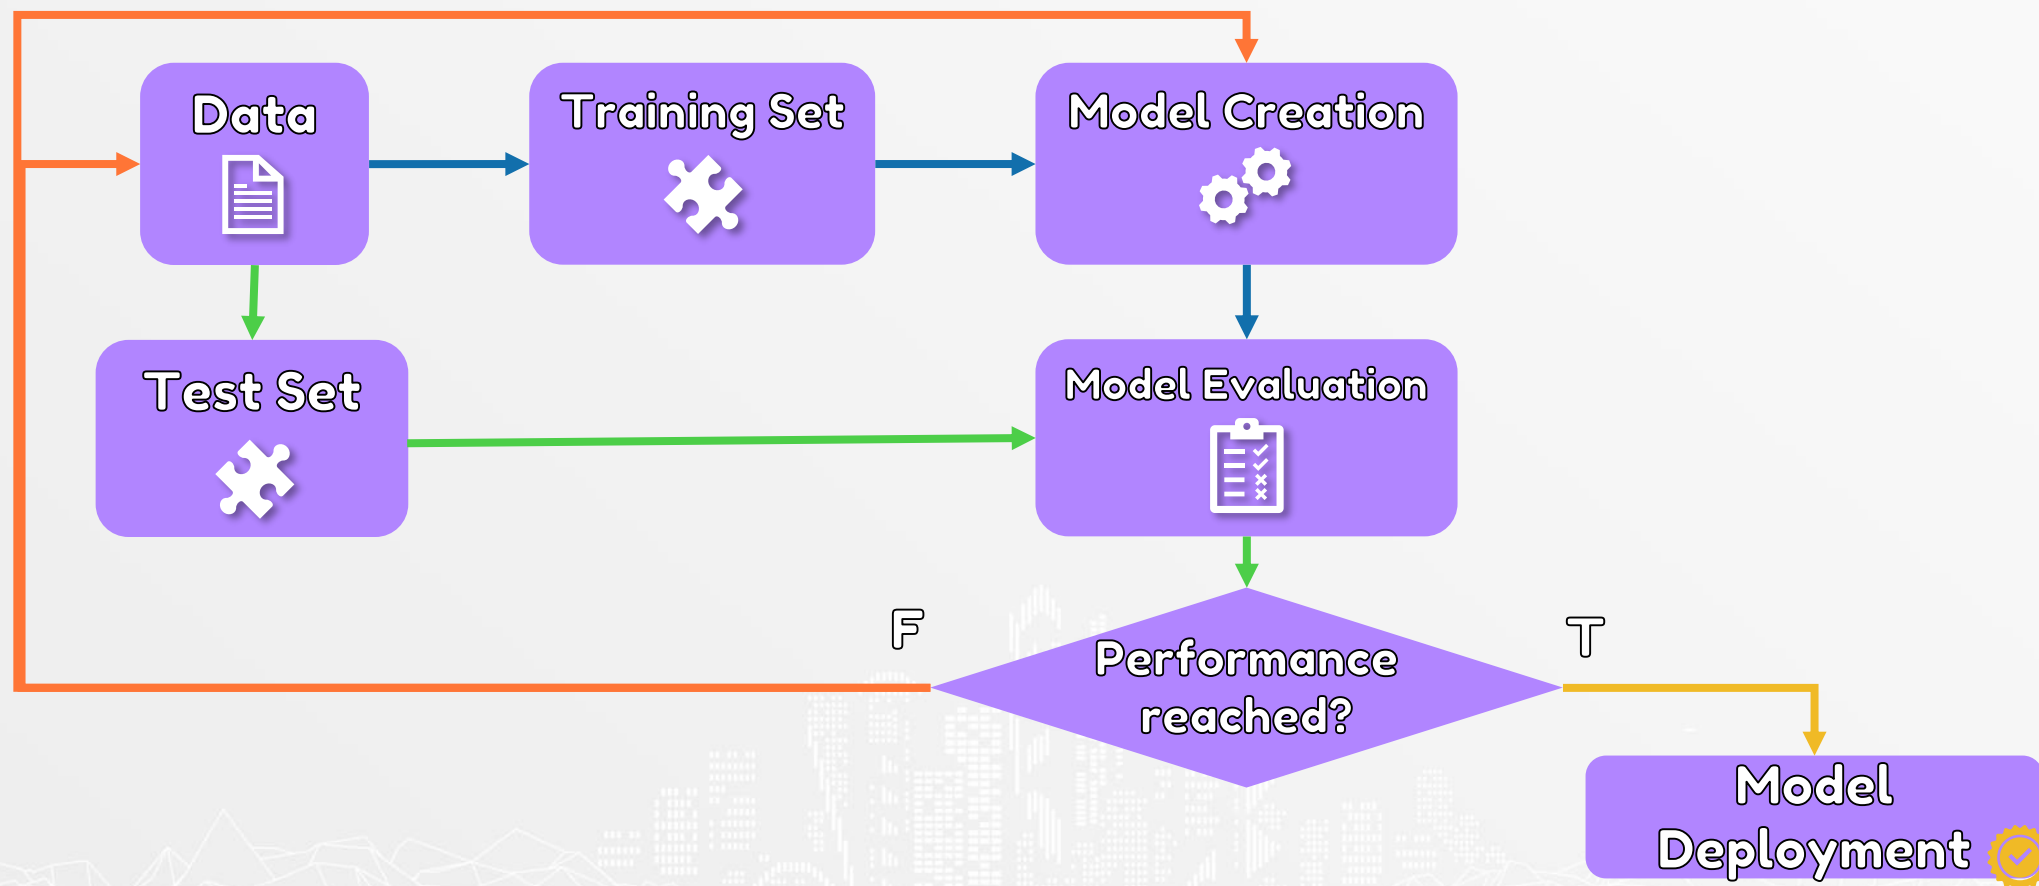 Data
Training Set
Model Creation
Test Set
Model Evaluation
F
T
Performance
reached?
Model
Deployment